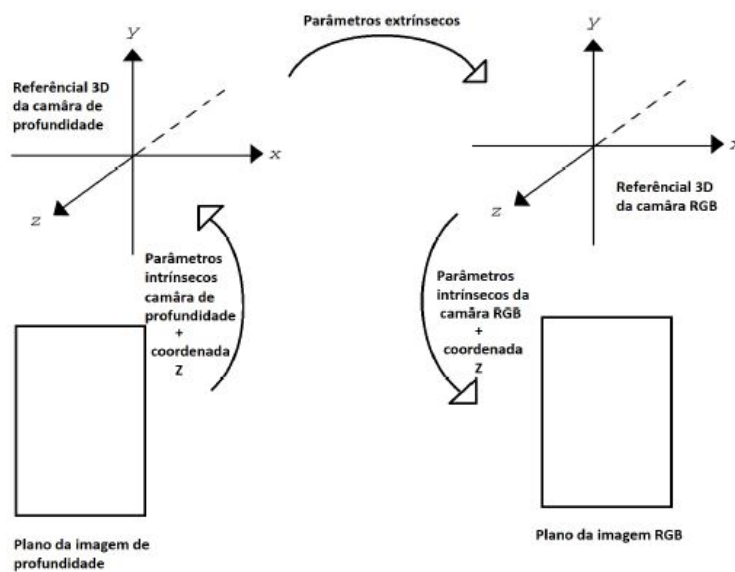 Parâmetros extrínsecos
y
Referêncial 3D
da camâra de
profundidade
x
z
y
x
z
Referêncial 3D
da camâra RGB
Parâmetros
intrínsecos
camâra de
profundidade
+
coordenada
Z
Parâmetros
intrínsecos da
camâra RGB
+
coordenada
Z
Plano da imagem de
profundidade
Plano da imagem RGB